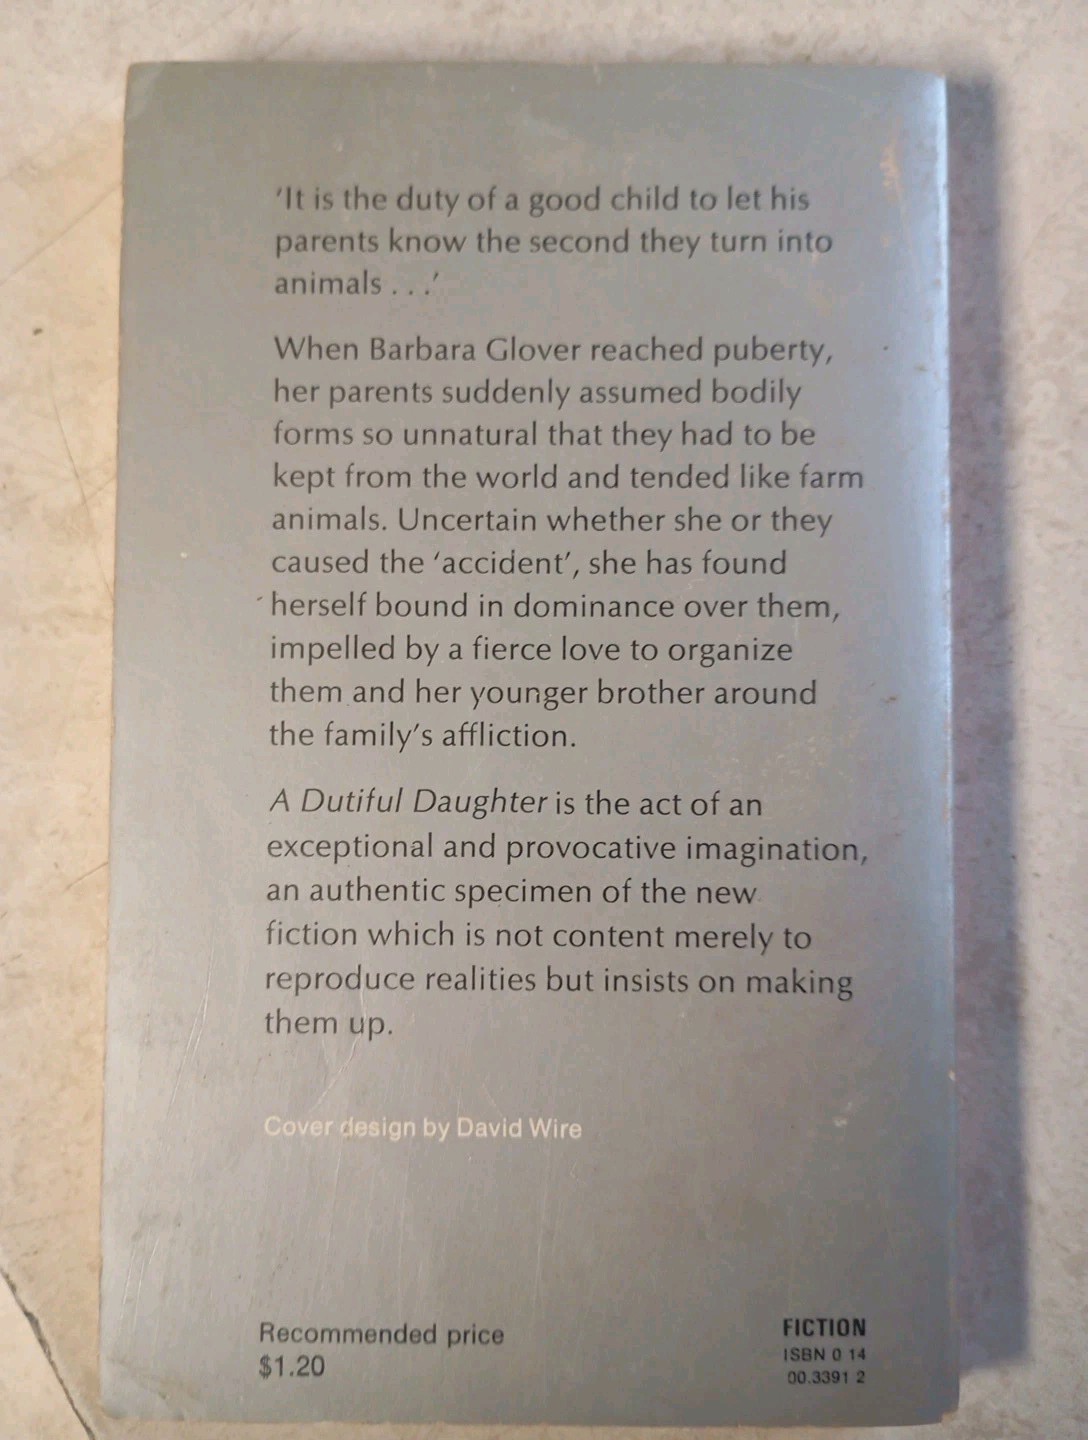 'It is the duty of a good child to let his
parents know the second they turn into
animals . . .'
When Barbara Glover reached puberty,
her parents suddenly assumed bodily
forms so unnatural that they had to be
kept from the world and tended like farm
animals. Uncertain whether she or they
caused the 'accident', she has found
herself bound in dominance over them,
impelled by a fierce love to organize
them and her younger brother around
the family's affliction.
A Dutiful Daughter is the act of an
exceptional and provocative imagination,
an authentic specimen of the new
fiction which is not content merely to
reproduce realities but insists on making
them up.
Cover design by David Wire
Recommended price
$1.20
FICTION
ISBN 0 14
00.3391 2